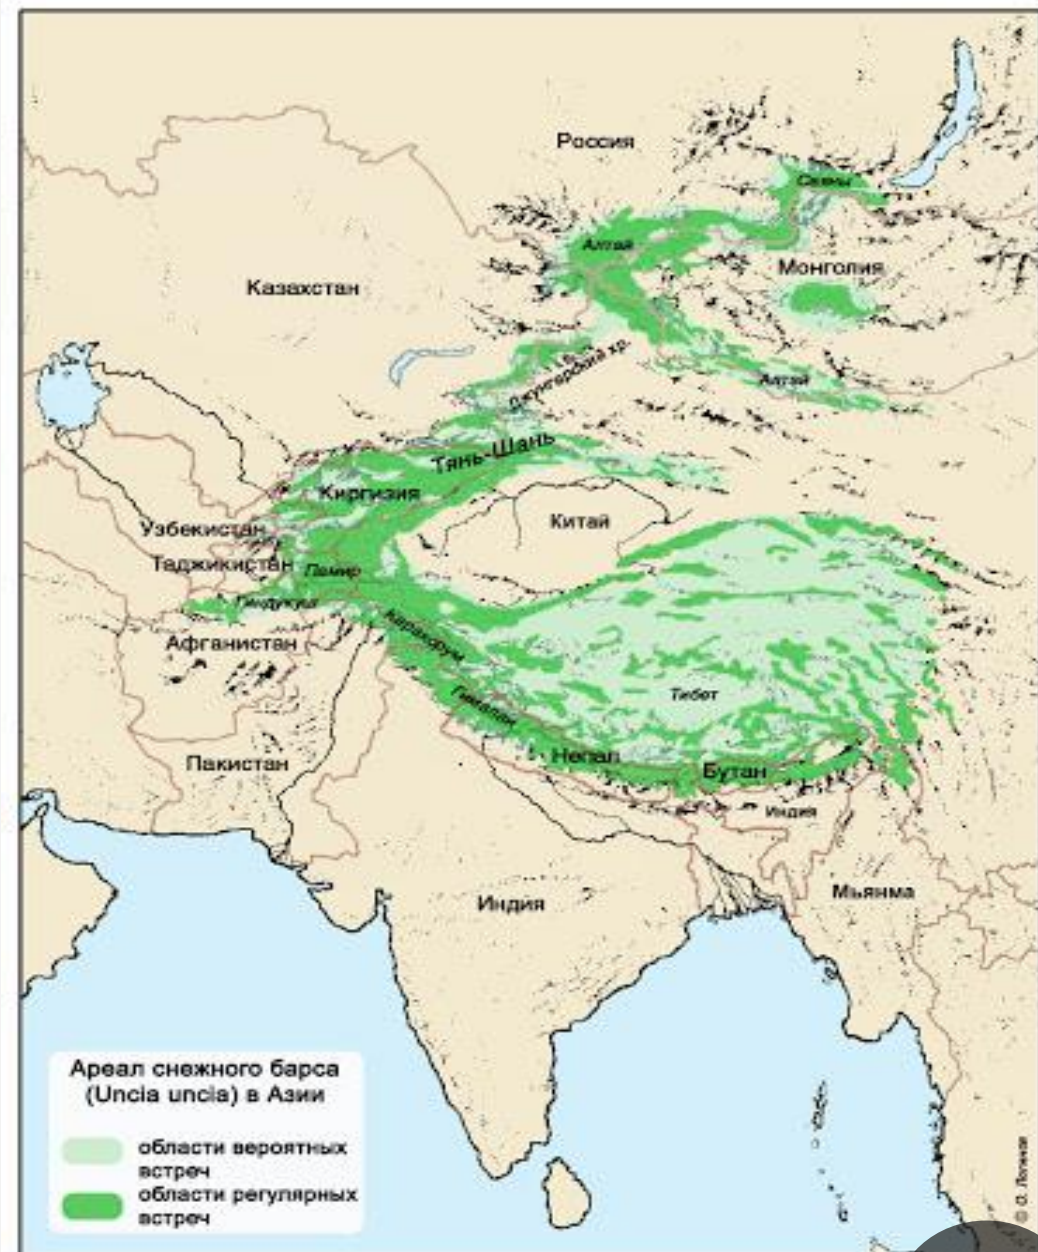 Россия
Саяны
Алтай
Монголия
Казахстан
Джунгарский хр.
Алтай
Тянь-Шань
Киргизия
Китай
Узбекистан
Таджикистан
Памир
Гиндукуш
Каракорум
Афганистан
Тибет
Гималаи
Непал
Бутан
Пакистан
Индия
Мьянма
Индия
Ареал снежного барса
(Uncia uncia) в Азии
области вероятных
встреч
области регулярных
встреч